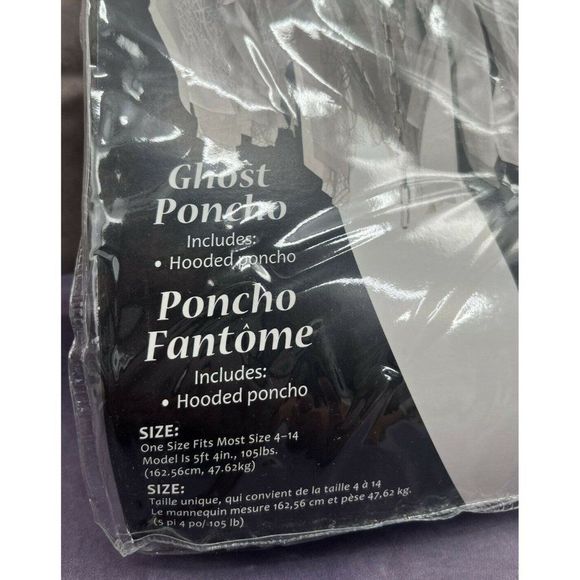 Ghost
Poncho
Includes:
• Hooded poncho
Poncho
Fantôme
Includes:
• Hooded poncho
SIZE:
One Size Fits Most Size 4–14
Model Is 5ft 4in., 105lbs.
(162.56cm, 47.62kg)
SIZE:
Taille unique, qui convient de la taille 4 à 14
Le mannequin mesure 162,56 cm et pèse 47,62 kg.
(5 pi 4 po/ 105 lb)